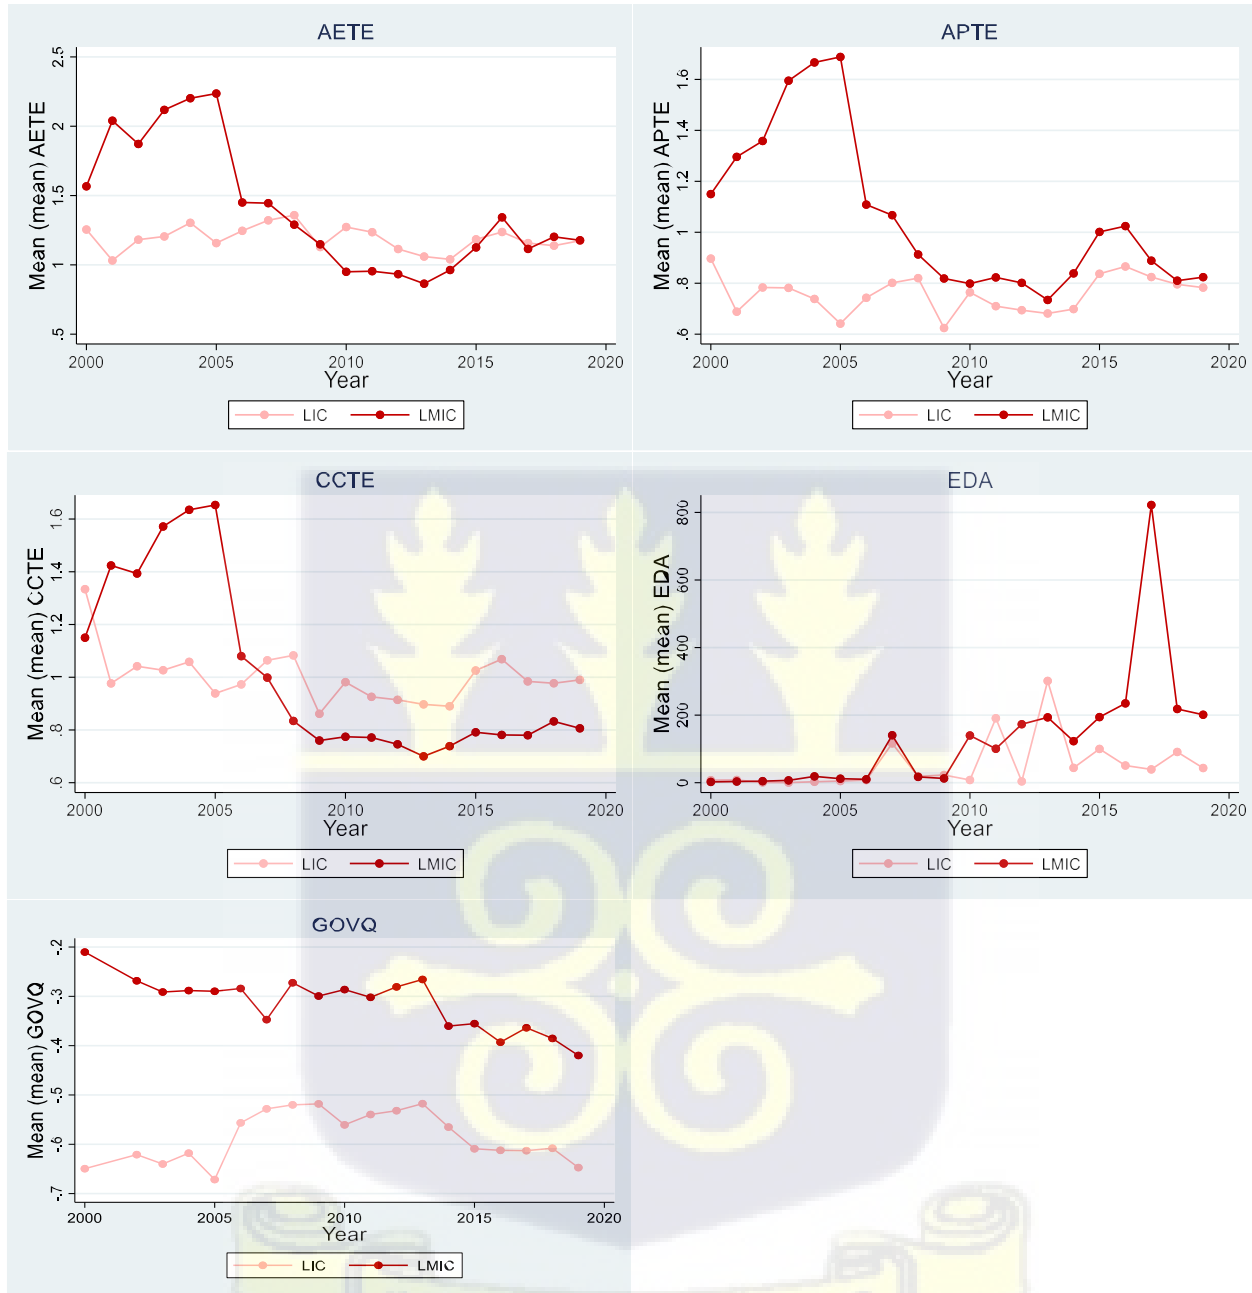 AETE
Mean (mean) AETE
2.5
2
1.5
1
.5
2000 2005 2010 2015 2020
Year
LIC LMIC
APTE
Mean (mean) APTE
1.6
1.4
1.2
1
.8
.6
2000 2005 2010 2015 2020
Year
LIC LMIC
CCTE
Mean (mean) CCTE
1.6
1.4
1.2
1
.8
.6
2000 2005 2010 2015 2020
Year
LIC LMIC
EDA
Mean (mean) EDA
800
600
400
200
0
2000 2005 2010 2015 2020
Year
LIC LMIC
GOVQ
Mean (mean) GOVQ
-.2
-.3
-.4
-.5
-.6
-.7
2000 2005 2010 2015 2020
Year
LIC LMIC